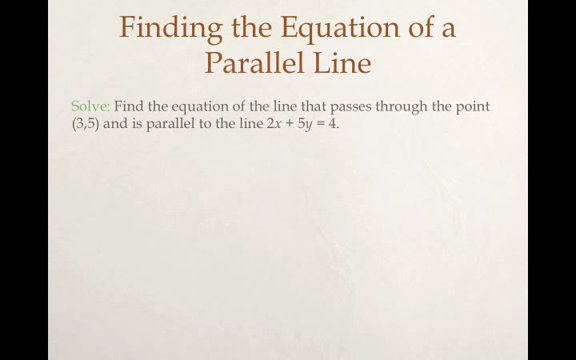 Finding the Equation of a
Parallel Line
Solve: Find the equation of the line that passes through the point
(3,5) and is parallel to the line 2x + 5y = 4.